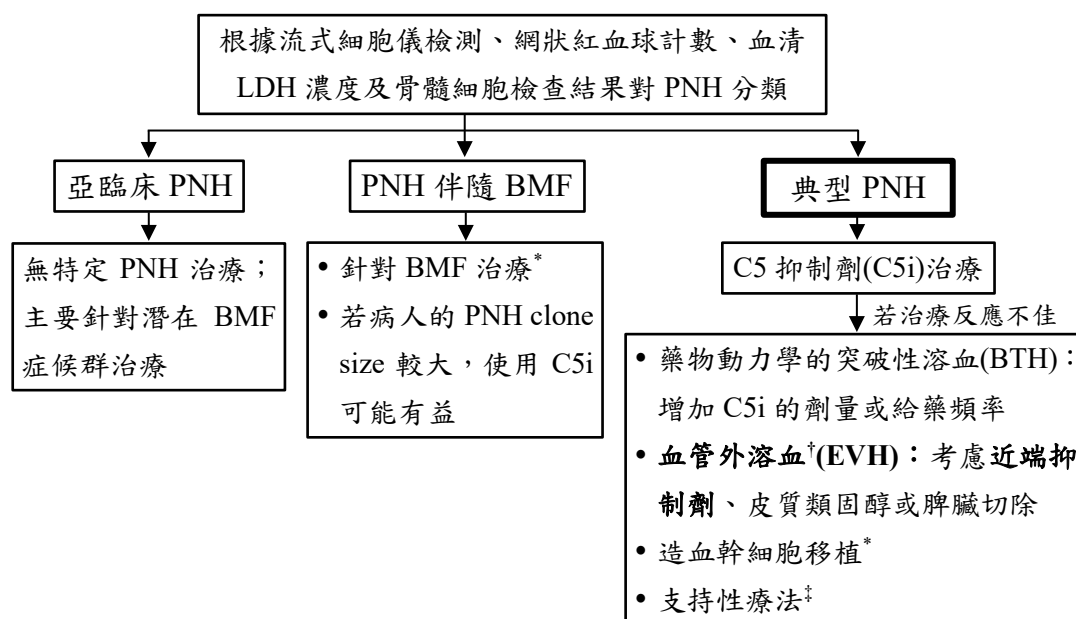 根據流式細胞儀檢測、網狀紅血球計數、血清
LDH 濃度及骨髓細胞檢查結果對 PNH 分類
亞臨床 PNH
無特定 PNH 治療；
主要針對潛在 BMF
症候群治療
PNH 伴隨 BMF
• 針對 BMF 治療*
• 若病人的 PNH clone
size 較大，使用 C5i
可能有益
典型 PNH
C5 抑制劑(C5i)治療
若治療反應不佳
• 藥物動力學的突破性溶血(BTH)：
增加 C5i 的劑量或給藥頻率
• 血管外溶血†(EVH)：考慮近端抑
制劑、皮質類固醇或脾臟切除
• 造血幹細胞移植*
• 支持性療法‡